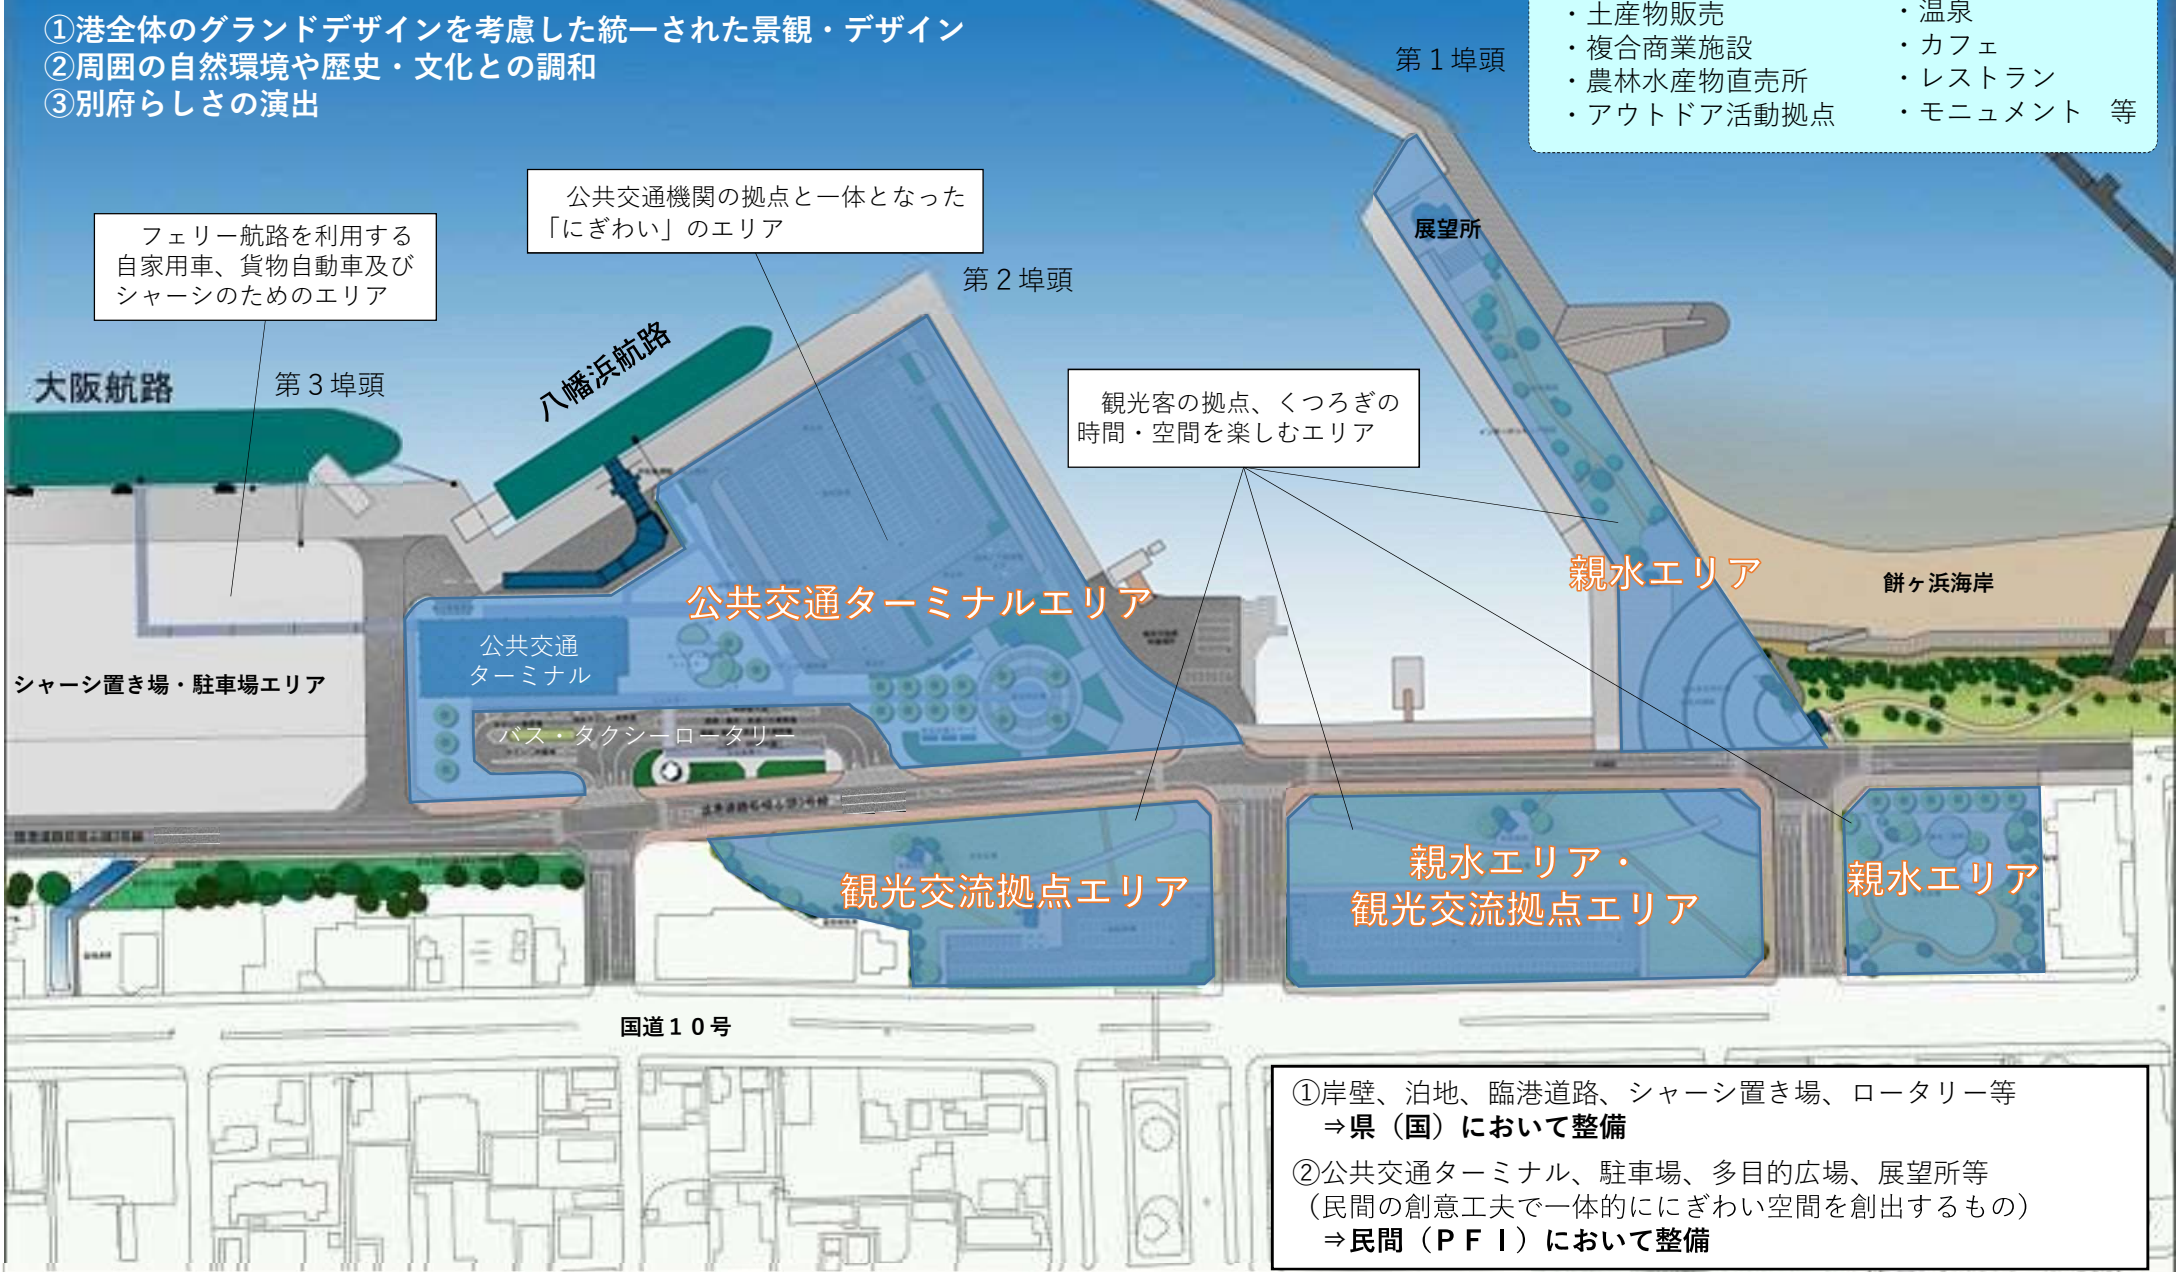 ①港全体のグランドデザインを考慮した統一された景観・デザイン
②周囲の自然環境や歴史・文化との調和
③別府らしさの演出
・土産物販売
・複合商業施設
・農林水産物直売所
・アウトドア活動拠点
・温泉
・カフェ
・レストラン
・モニュメント 等
第１埠頭
展望所
公共交通機関の拠点と一体となった
「にぎわい」のエリア
フェリー航路を利用する
自家用車、貨物自動車及び
シャーシのためのエリア
第２埠頭
八幡浜航路
大阪航路
第３埠頭
観光客の拠点、くつろぎの
時間・空間を楽しむエリア
親水エリア
餅ヶ浜海岸
公共交通ターミナルエリア
公共交通
ターミナル
シャーシ置き場・駐車場エリア
バス・タクシーロータリー
観光交流拠点エリア
親水エリア・
観光交流拠点エリア
親水エリア
国道１０号
①岸壁、泊地、臨港道路、シャーシ置き場、ロータリー等
⇒県（国）において整備
②公共交通ターミナル、駐車場、多目的広場、展望所等
（民間の創意工夫で一体的ににぎわい空間を創出するもの）
⇒民間（ＰＦＩ）において整備